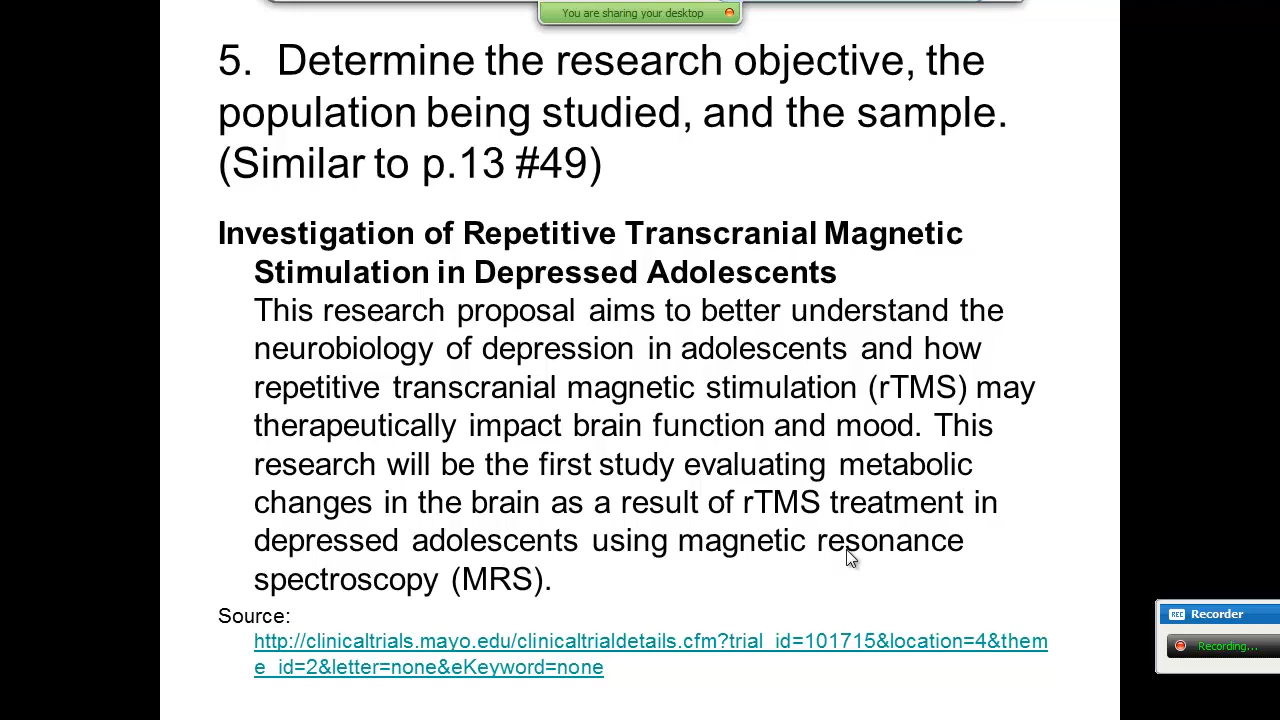 You are sharing your desktop
5. Determine the research objective, the
population being studied, and the sample.
(Similar to p.13 #49)
Investigation of Repetitive Transcranial Magnetic
Stimulation in Depressed Adolescents
This research proposal aims to better understand the
neurobiology of depression in adolescents and how
repetitive transcranial magnetic stimulation (rTMS) may
therapeutically impact brain function and mood. This
research will be the first study evaluating metabolic
changes in the brain as a result of rTMS treatment in
depressed adolescents using magnetic resonance
spectroscopy (MRS).
Source:
http://clinicaltrials.mayo.edu/clinicaltrialdetails.cfm?trial_id=101715&location=4&them
e_id=2&letter=none&eKeyword=none
REC Recorder
Recording...